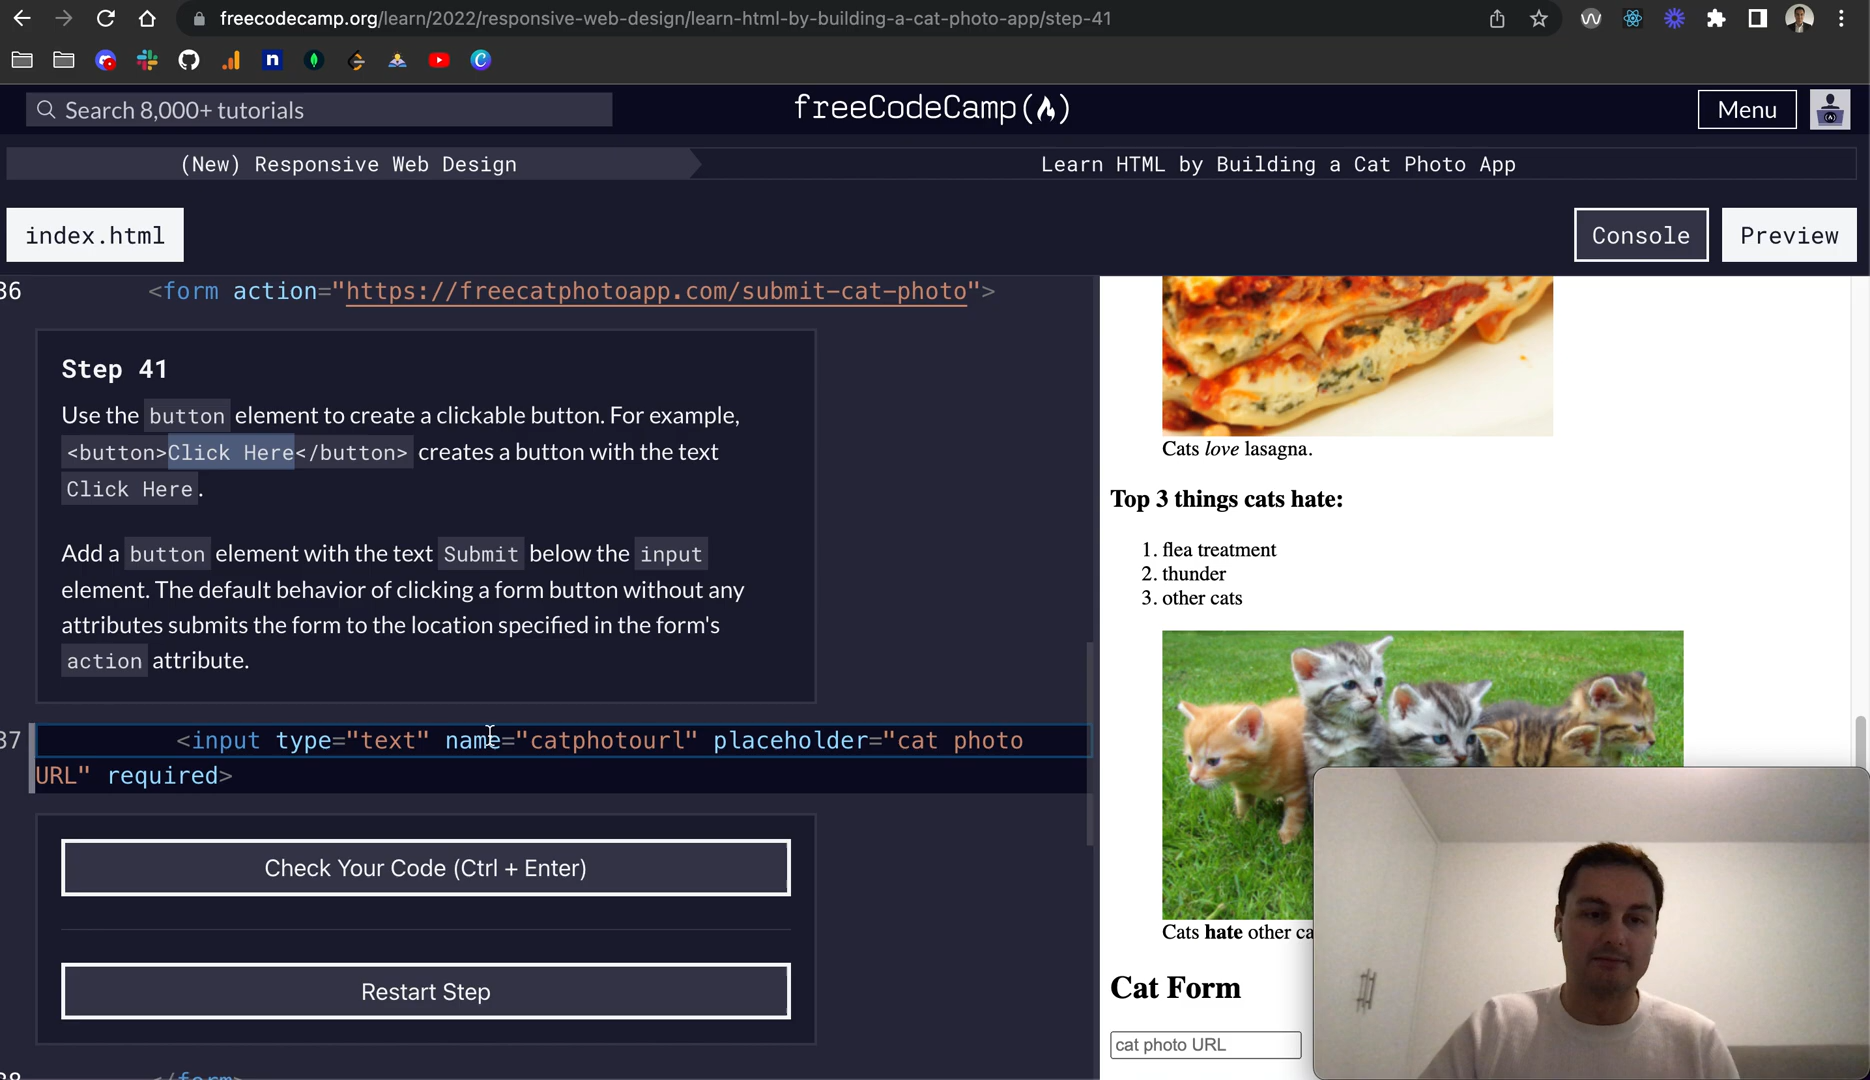 freecodecamp.org/learn/2022/responsive-web-design/learn-html-by-building-a-cat-photo-app/step-41
Search 8,000+ tutorials
freeCodeCamp(🔥)
Menu
(New) Responsive Web Design
Learn HTML by Building a Cat Photo App
index.html
Console
Preview
36 <form action="https://freecatphotoapp.com/submit-cat-photo">
Step 41
Use the button element to create a clickable button. For example,
<button>Click Here</button> creates a button with the text
Click Here.
Add a button element with the text Submit below the input
element. The default behavior of clicking a form button without any
attributes submits the form to the location specified in the form's
action attribute.
37 <input type="text" name="catphotourl" placeholder="cat photo
URL" required>
Check Your Code (Ctrl + Enter)
Restart Step
38 </form>
Cats love lasagna.
Top 3 things cats hate:
1. flea treatment
2. thunder
3. other cats
Cats hate other ca
Cat Form
cat photo URL